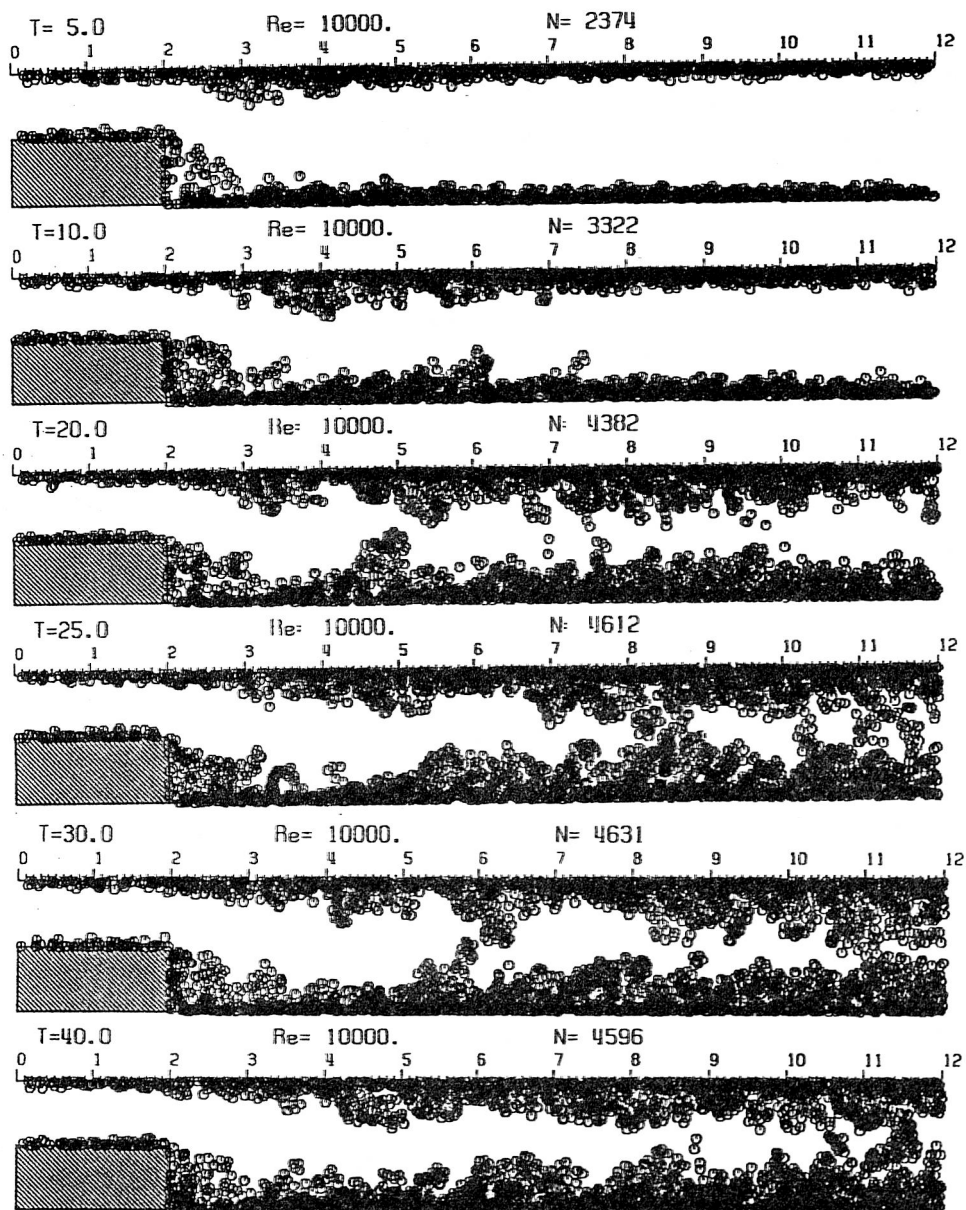 T= 5.0 Re= 10000. N= 2374
0 1 2 3 4 5 6 7 8 9 10 11 12
T=10.0 Re= 10000. N= 3322
0 1 2 3 4 5 6 7 8 9 10 11 12
T=20.0 Re= 10000. N= 4382
0 1 2 3 4 5 6 7 8 9 10 11 12
T=25.0 Re= 10000. N= 4612
0 1 2 3 4 5 6 7 8 9 10 11 12
T=30.0 Re= 10000. N= 4631
0 1 2 3 4 5 6 7 8 9 10 11 12
T=40.0 Re= 10000. N= 4596
0 1 2 3 4 5 6 7 8 9 10 11 12